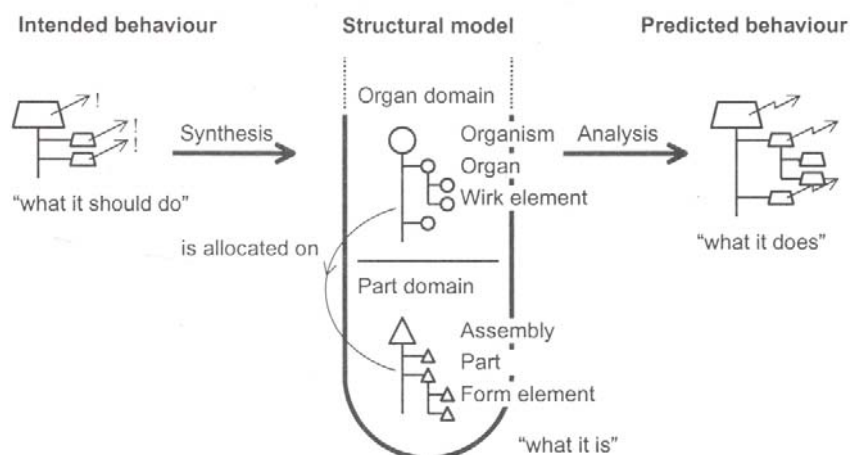 Intended behaviour
Structural model
Predicted behaviour
Organ domain
! 
!
!
Synthesis
Organism
Analysis
Organ
Wirk element
“what it should do”
“what it does”
is allocated on
Part domain
Assembly
Part
Form element
“what it is”